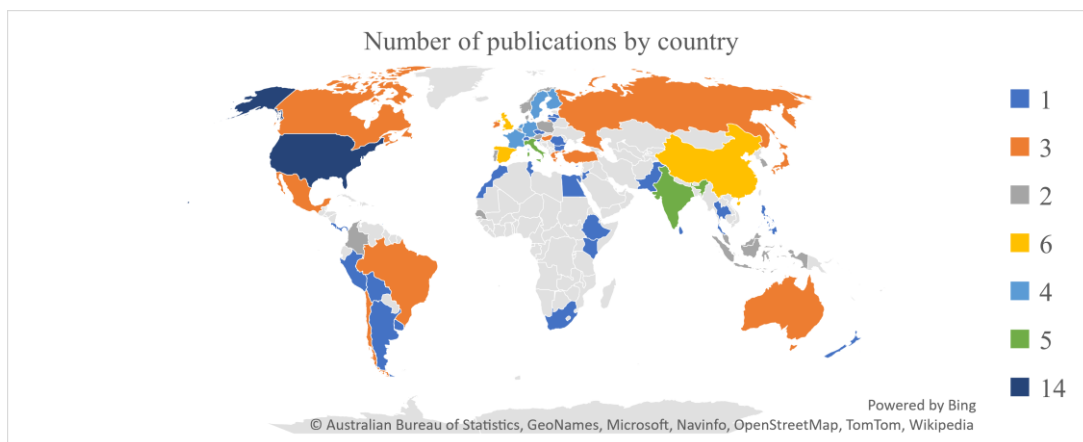 Number of publications by country
1
3
2
6
4
5
14
Powered by Bing
© Australian Bureau of Statistics, GeoNames, Microsoft, Navinfo, OpenStreetMap, TomTom, Wikipedia